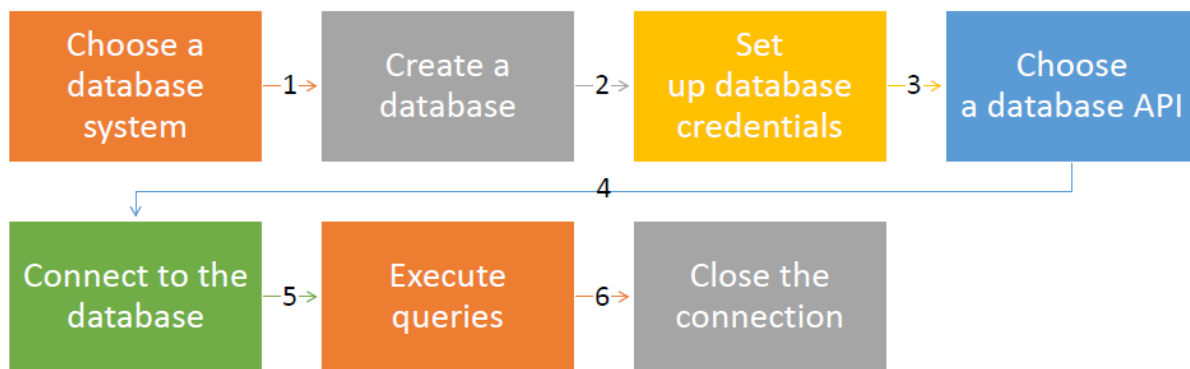 Choose a
database
system
1
Create a
database
2
Set
up database
credentials
3
Choose
a database API
4
Connect to the
database
5
Execute
queries
6
Close the
connection